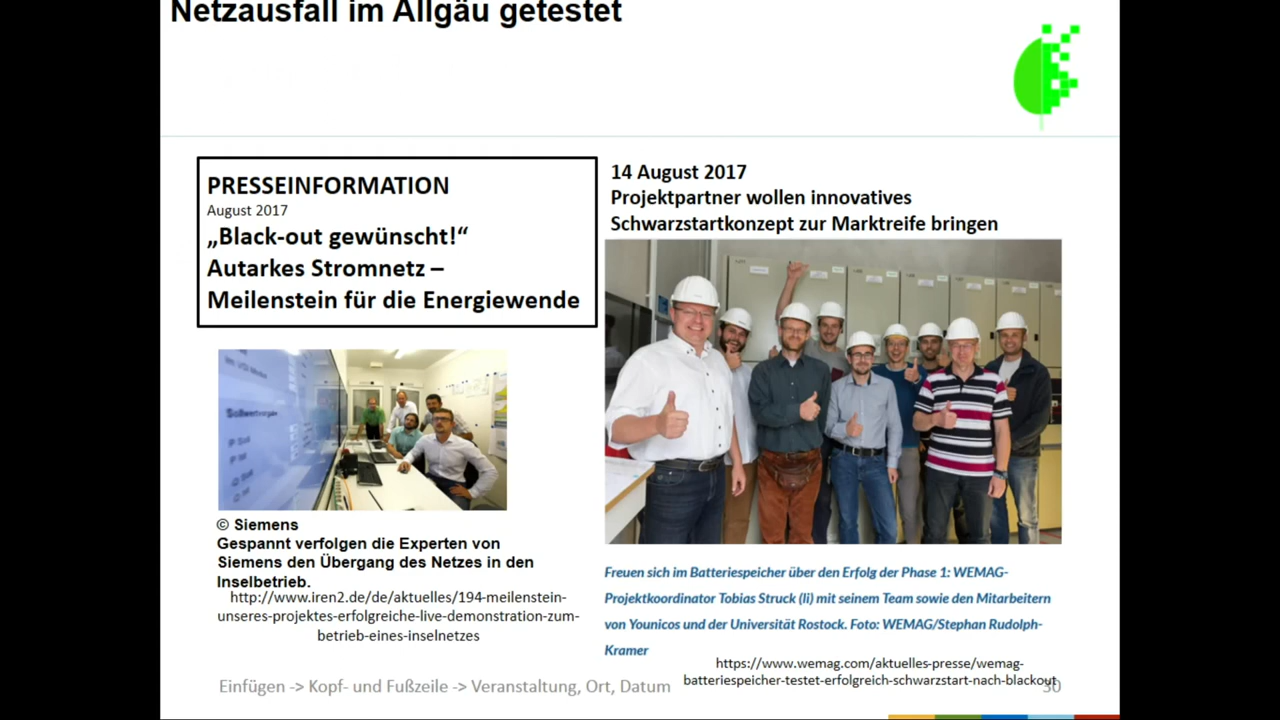 Netzausfall im Allgäu getestet
PRESSEINFORMATION
August 2017
„Black-out gewünscht!“
Autarkes Stromnetz –
Meilenstein für die Energiewende
© Siemens
Gespannt verfolgen die Experten von
Siemens den Übergang des Netzes in den
Inselbetrieb.
http://www.iren2.de/de/aktuelles/194-meilenstein-
unseres-projektes-erfolgreiche-live-demonstration-zum-
betrieb-eines-inselnetzes
14 August 2017
Projektpartner wollen innovatives
Schwarzstartkonzept zur Marktreife bringen
Freuen sich im Batteriespeicher über den Erfolg der Phase 1: WEMAG-
Projektkoordinator Tobias Struck (li) mit seinem Team sowie den Mitarbeitern
von Younicos und der Universität Rostock. Foto: WEMAG/Stephan Rudolph-
Kramer
https://www.wemag.com/aktuelles-presse/wemag-
batteriespeicher-testet-erfolgreich-schwarzstart-nach-blackout
Einfügen -> Kopf- und Fußzeile -> Veranstaltung, Ort, Datum
30